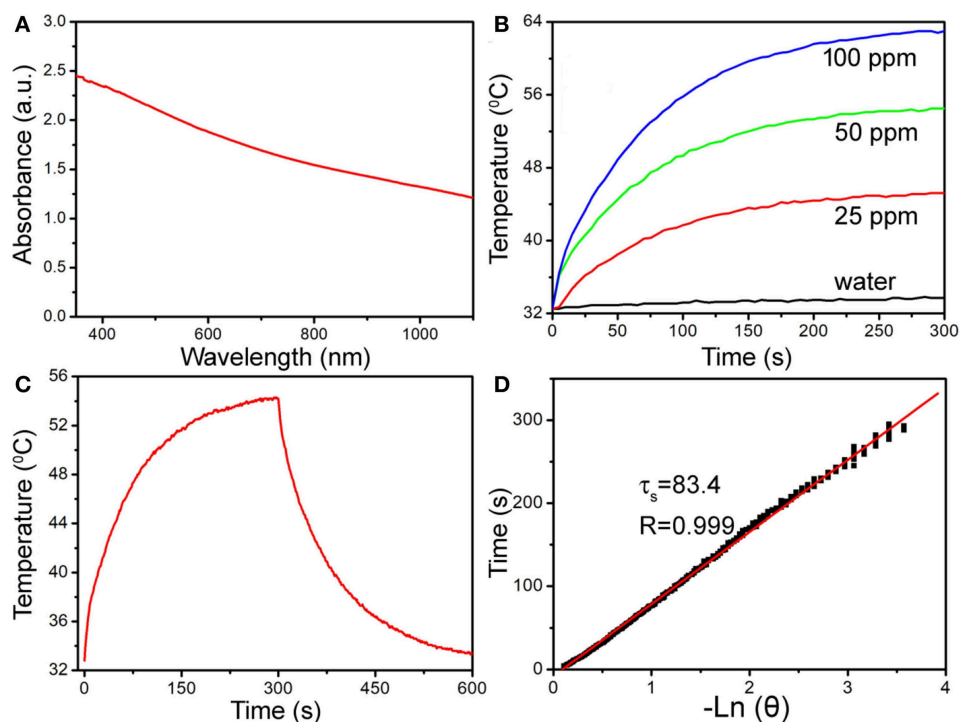 A
Absorbance (a.u.)
3.0
2.5
2.0
1.5
1.0
0.5
0.0
400 600 800 1000
Wavelength (nm)
B
Temperature (⁰C)
64
56
48
40
32
100 ppm
50 ppm
25 ppm
water
0 50 100 150 200 250 300
Time (s)
C
Temperature (⁰C)
56
52
48
44
40
36
32
0 150 300 450 600
Time (s)
D
Time (s)
300
200
100
0
τs=83.4
R=0.999
0 1 2 3 4
-Ln (θ)